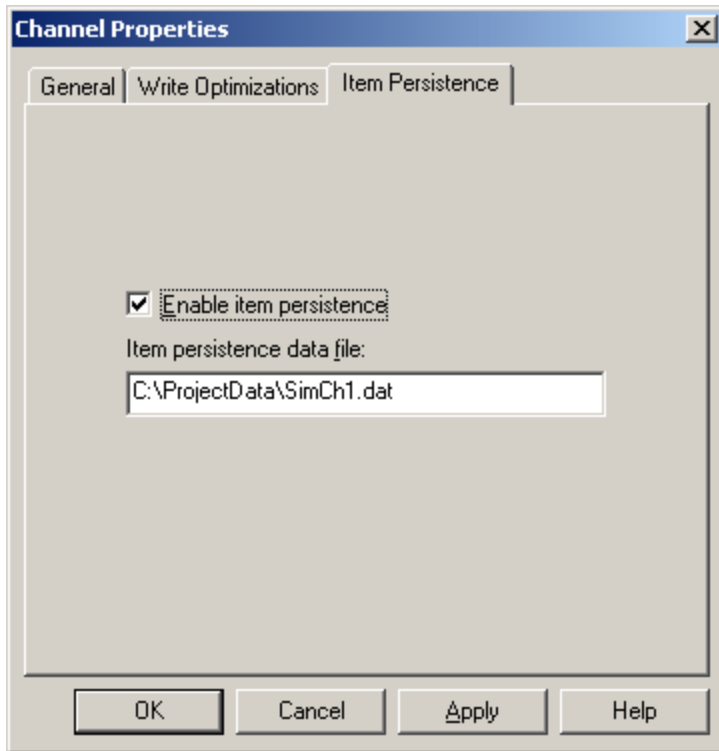 Channel Properties
General Write Optimizations Item Persistence
Enable item persistence
Item persistence data file:
C:\ProjectData\SimCh1.dat
OK Cancel Apply Help